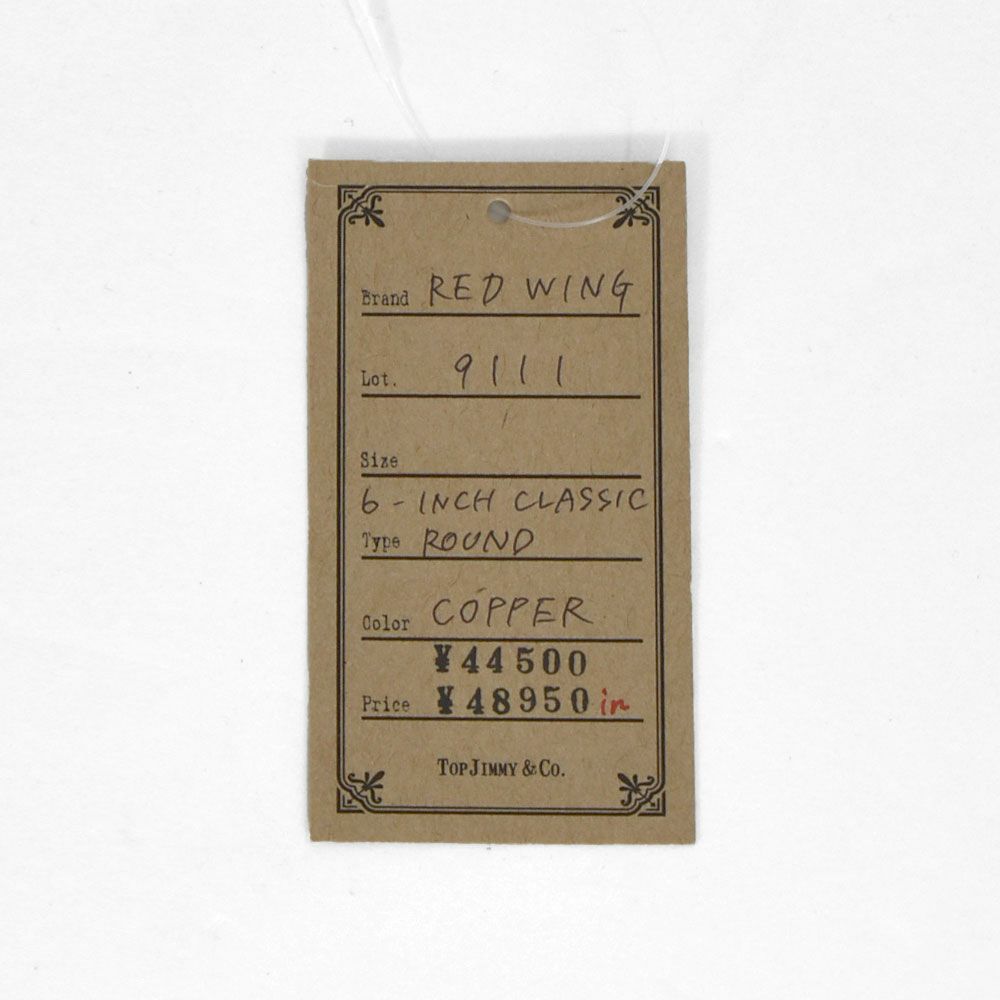 Brand RED WING
Lot. 9111
Size
6-INCH CLASSIC
Type ROUND
Color COPPER
¥44500
Price ¥48950 in
TOPJIMMY & CO.